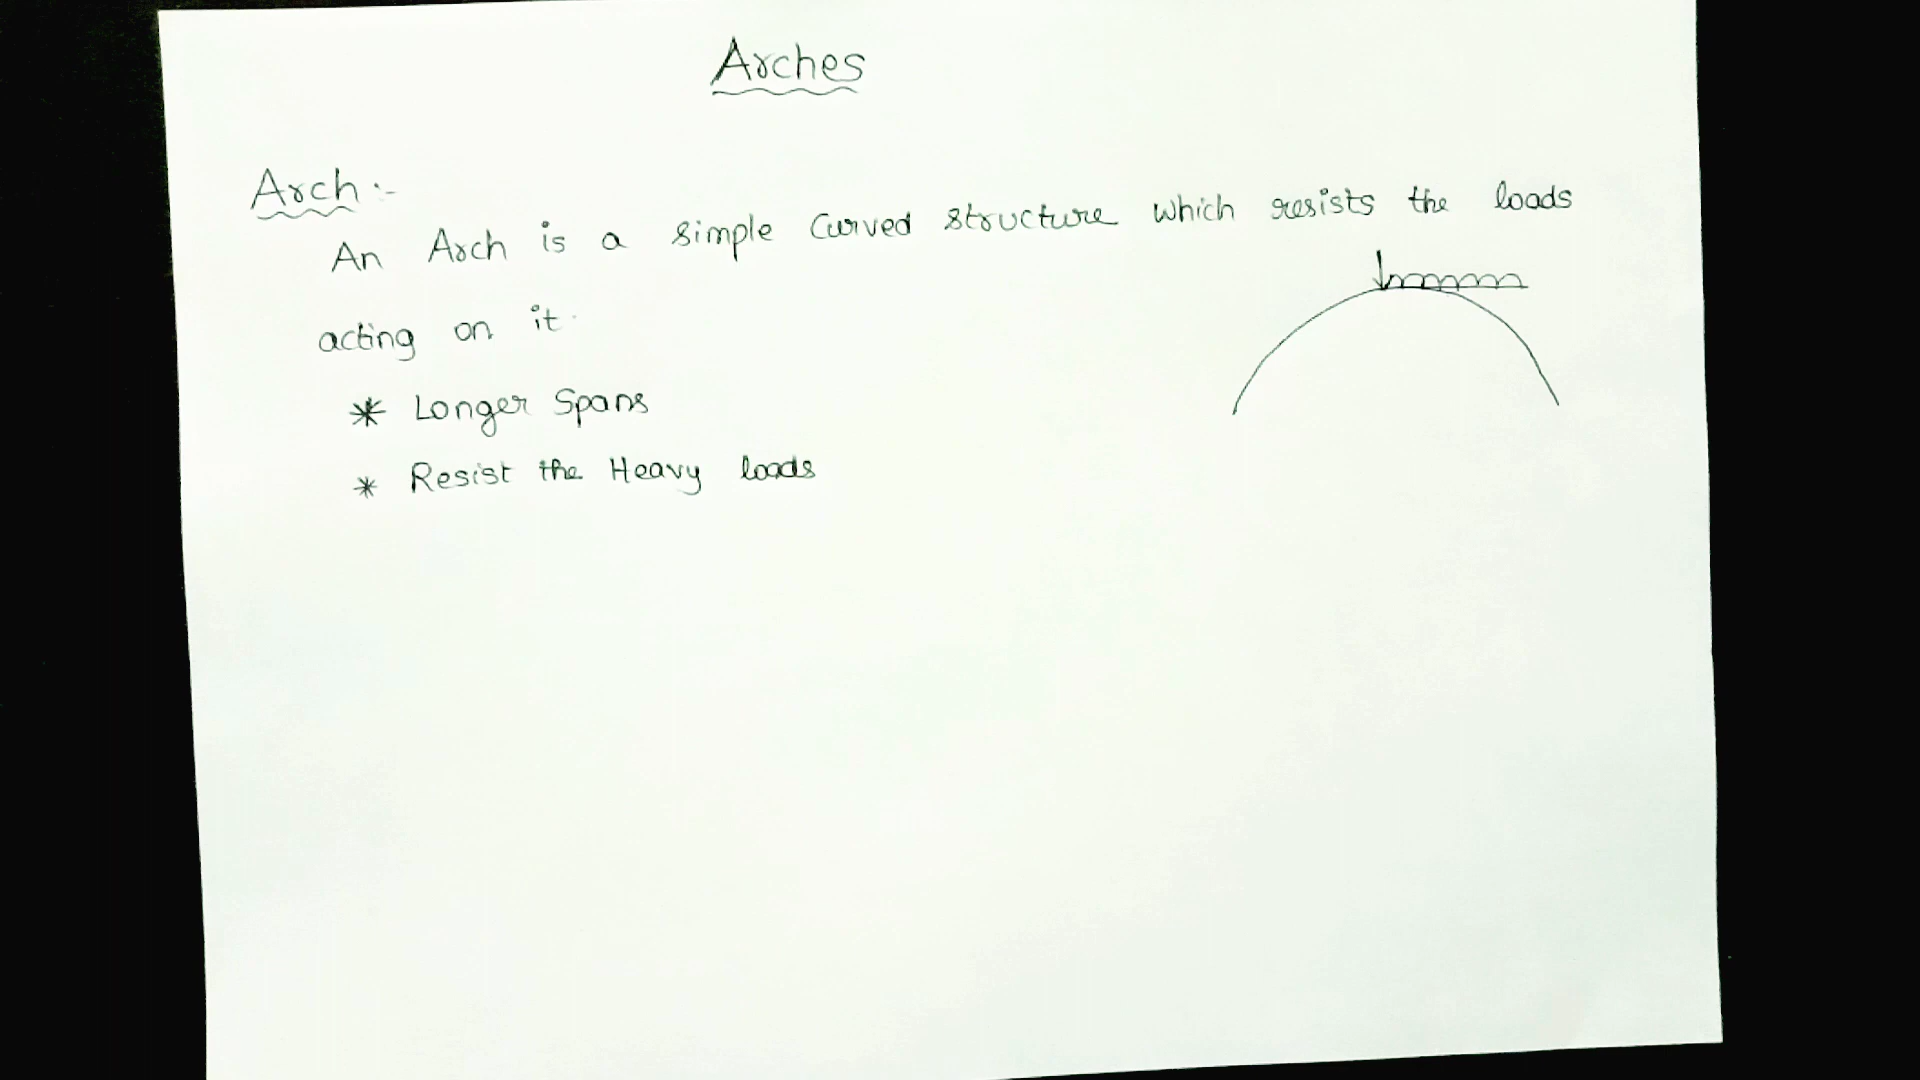 Arches
Arch :-
An Arch is a simple Curved structure which resists the loads
acting on it.
* Longer Spans
* Resist the Heavy loads